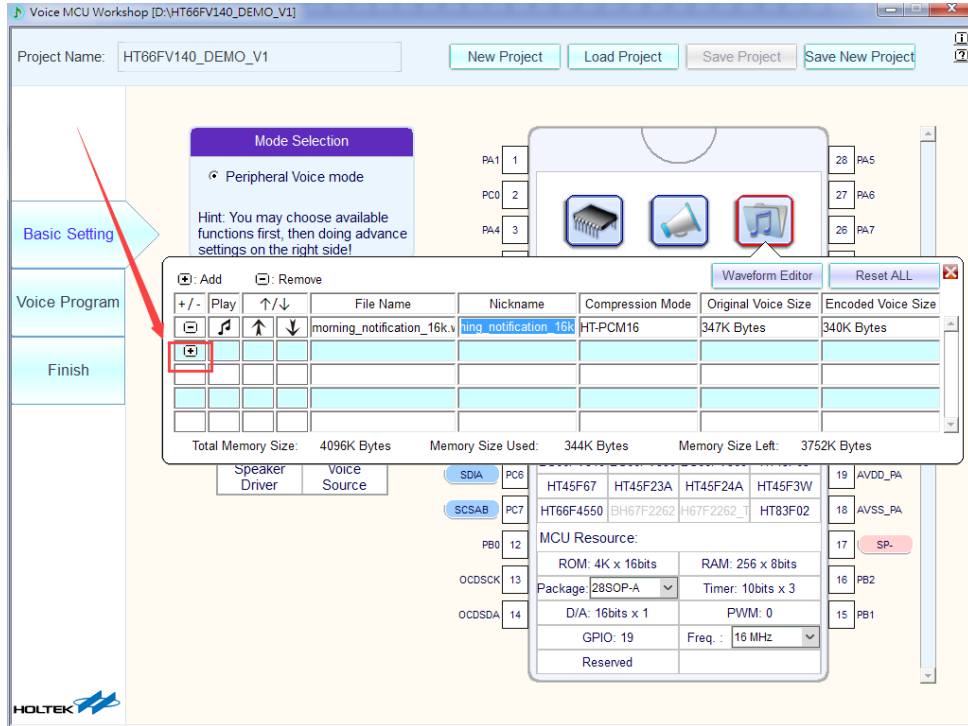 Voice MCU Workshop [D:\HT66FV140_DEMO_V1]
Project Name: HT66FV140_DEMO_V1 New Project Load Project Save Project Save New Project
Mode Selection
Peripheral Voice mode
Hint: You may choose available
functions first, then doing advance
settings on the right side!
Basic Setting
Voice Program
Finish
PA1 1 28 PA5
PC0 2 27 PA6
PA4 3 26 PA7
+: Add -: Remove Waveform Editor Reset ALL
+/- Play ↑/↓ File Name Nickname Compression Mode Original Voice Size Encoded Voice Size
morning_notification_16k. ning_notification_16k HT-PCM16 347K Bytes 340K Bytes
Total Memory Size: 4096K Bytes Memory Size Used: 344K Bytes Memory Size Left: 3752K Bytes
Speaker Driver Voice Source
SDIA PC6 19 AVDD_PA
HT45F67 HT45F23A HT45F24A HT45F3W
SCSAB PC7 18 AVSS_PA
HT66F4550 BH67F2262 H67F2262_T HT83F02
MCU Resource:
PB0 12 17 SP-
ROM: 4K x 16bits RAM: 256 x 8bits
OCDSCK 13 16 PB2
Package: 28SOP-A Timer: 10bits x 3
OCDSDA 14 15 PB1
D/A: 16bits x 1 PWM: 0
GPIO: 19 Freq. : 16 MHz
Reserved
HOLTEK